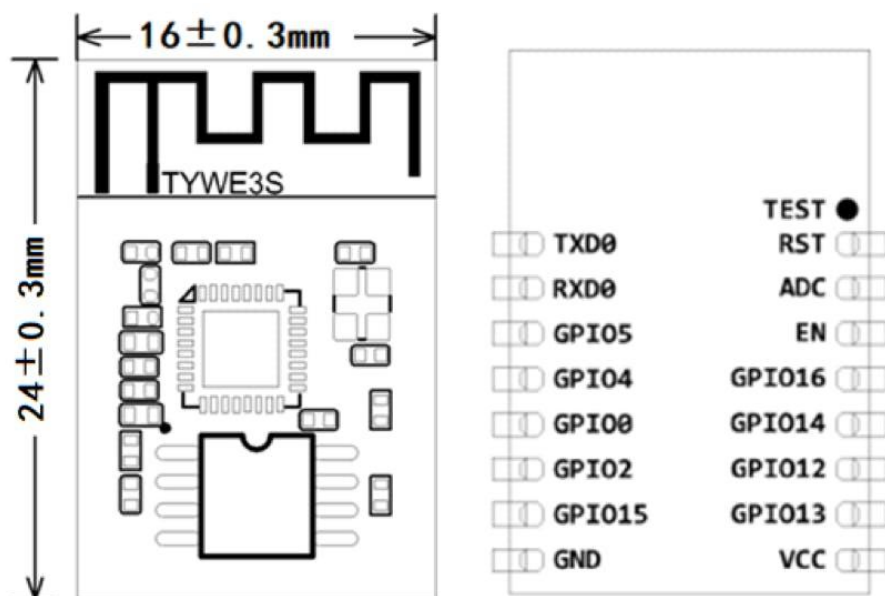 16±0.3mm
24±0.3mm
TYWE3S
TEST
TXD0 RST
RXD0 ADC
GPIO5 EN
GPIO4 GPIO16
GPIO0 GPIO14
GPIO2 GPIO12
GPIO15 GPIO13
GND VCC